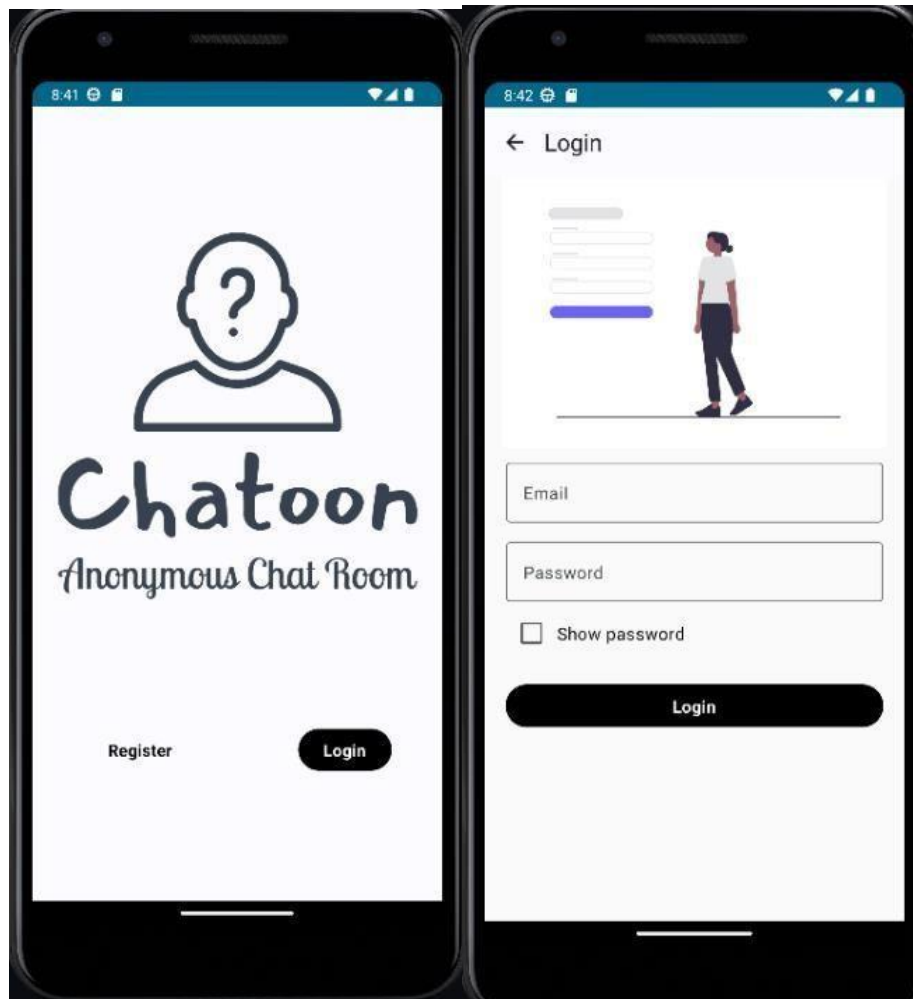 8:41
?
Chatoon
Anonymous Chat Room
Register
Login
8:42
← Login
Email
Password
Show password
Login